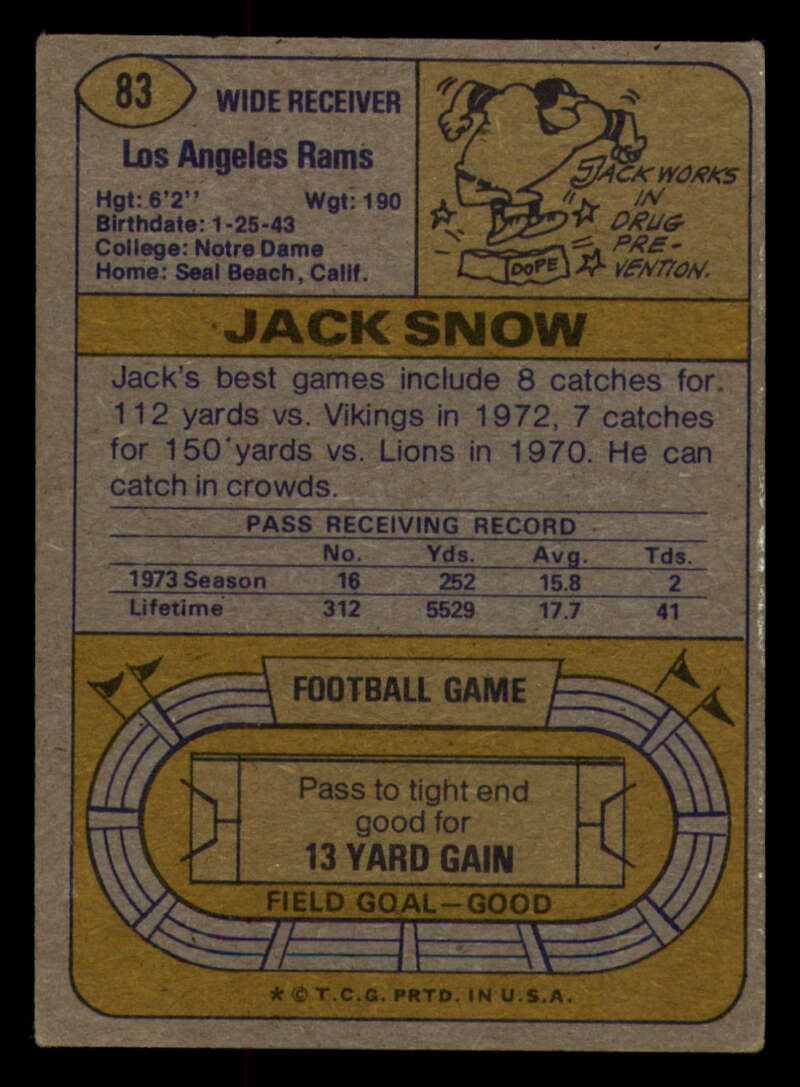 83
WIDE RECEIVER
Los Angeles Rams
Hgt: 6'2'' Wgt: 190
Birthdate: 1-25-43
College: Notre Dame
Home: Seal Beach, Calif.
JACK WORKS
IN
DRUG
PRE-
VENTION.
DOPE
JACK SNOW
Jack's best games include 8 catches for
112 yards vs. Vikings in 1972, 7 catches
for 150 yards vs. Lions in 1970. He can
catch in crowds.
PASS RECEIVING RECORD
No. Yds. Avg. Tds.
1973 Season 16 252 15.8 2
Lifetime 312 5529 17.7 41
FOOTBALL GAME
Pass to tight end
good for
13 YARD GAIN
FIELD GOAL—GOOD
* © T.C.G. PRTD. IN U.S.A.